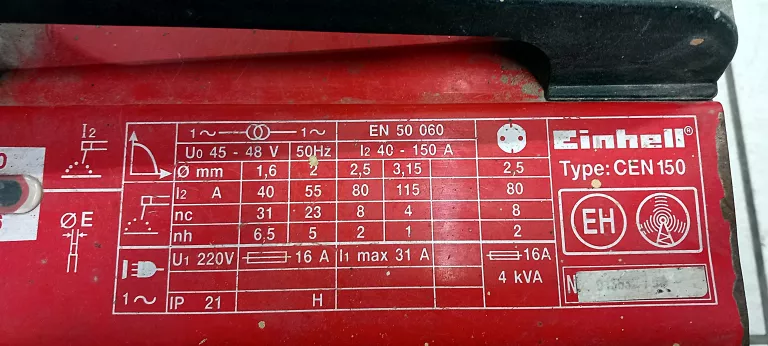 I2
ØE
1~ 1~ EN 50 060
U0 45 - 48 V 50Hz I2 40 - 150 A
Ø mm 1,6 2 2,5 3,15 2,5
I2 A 40 55 80 115 80
nc 31 23 8 4 8
nh 6,5 5 2 1 2
U1 220V 16 A I1 max 31 A 16A
4 kVA
1~ IP 21 H
Einhell®
Type: CEN 150
EH
N